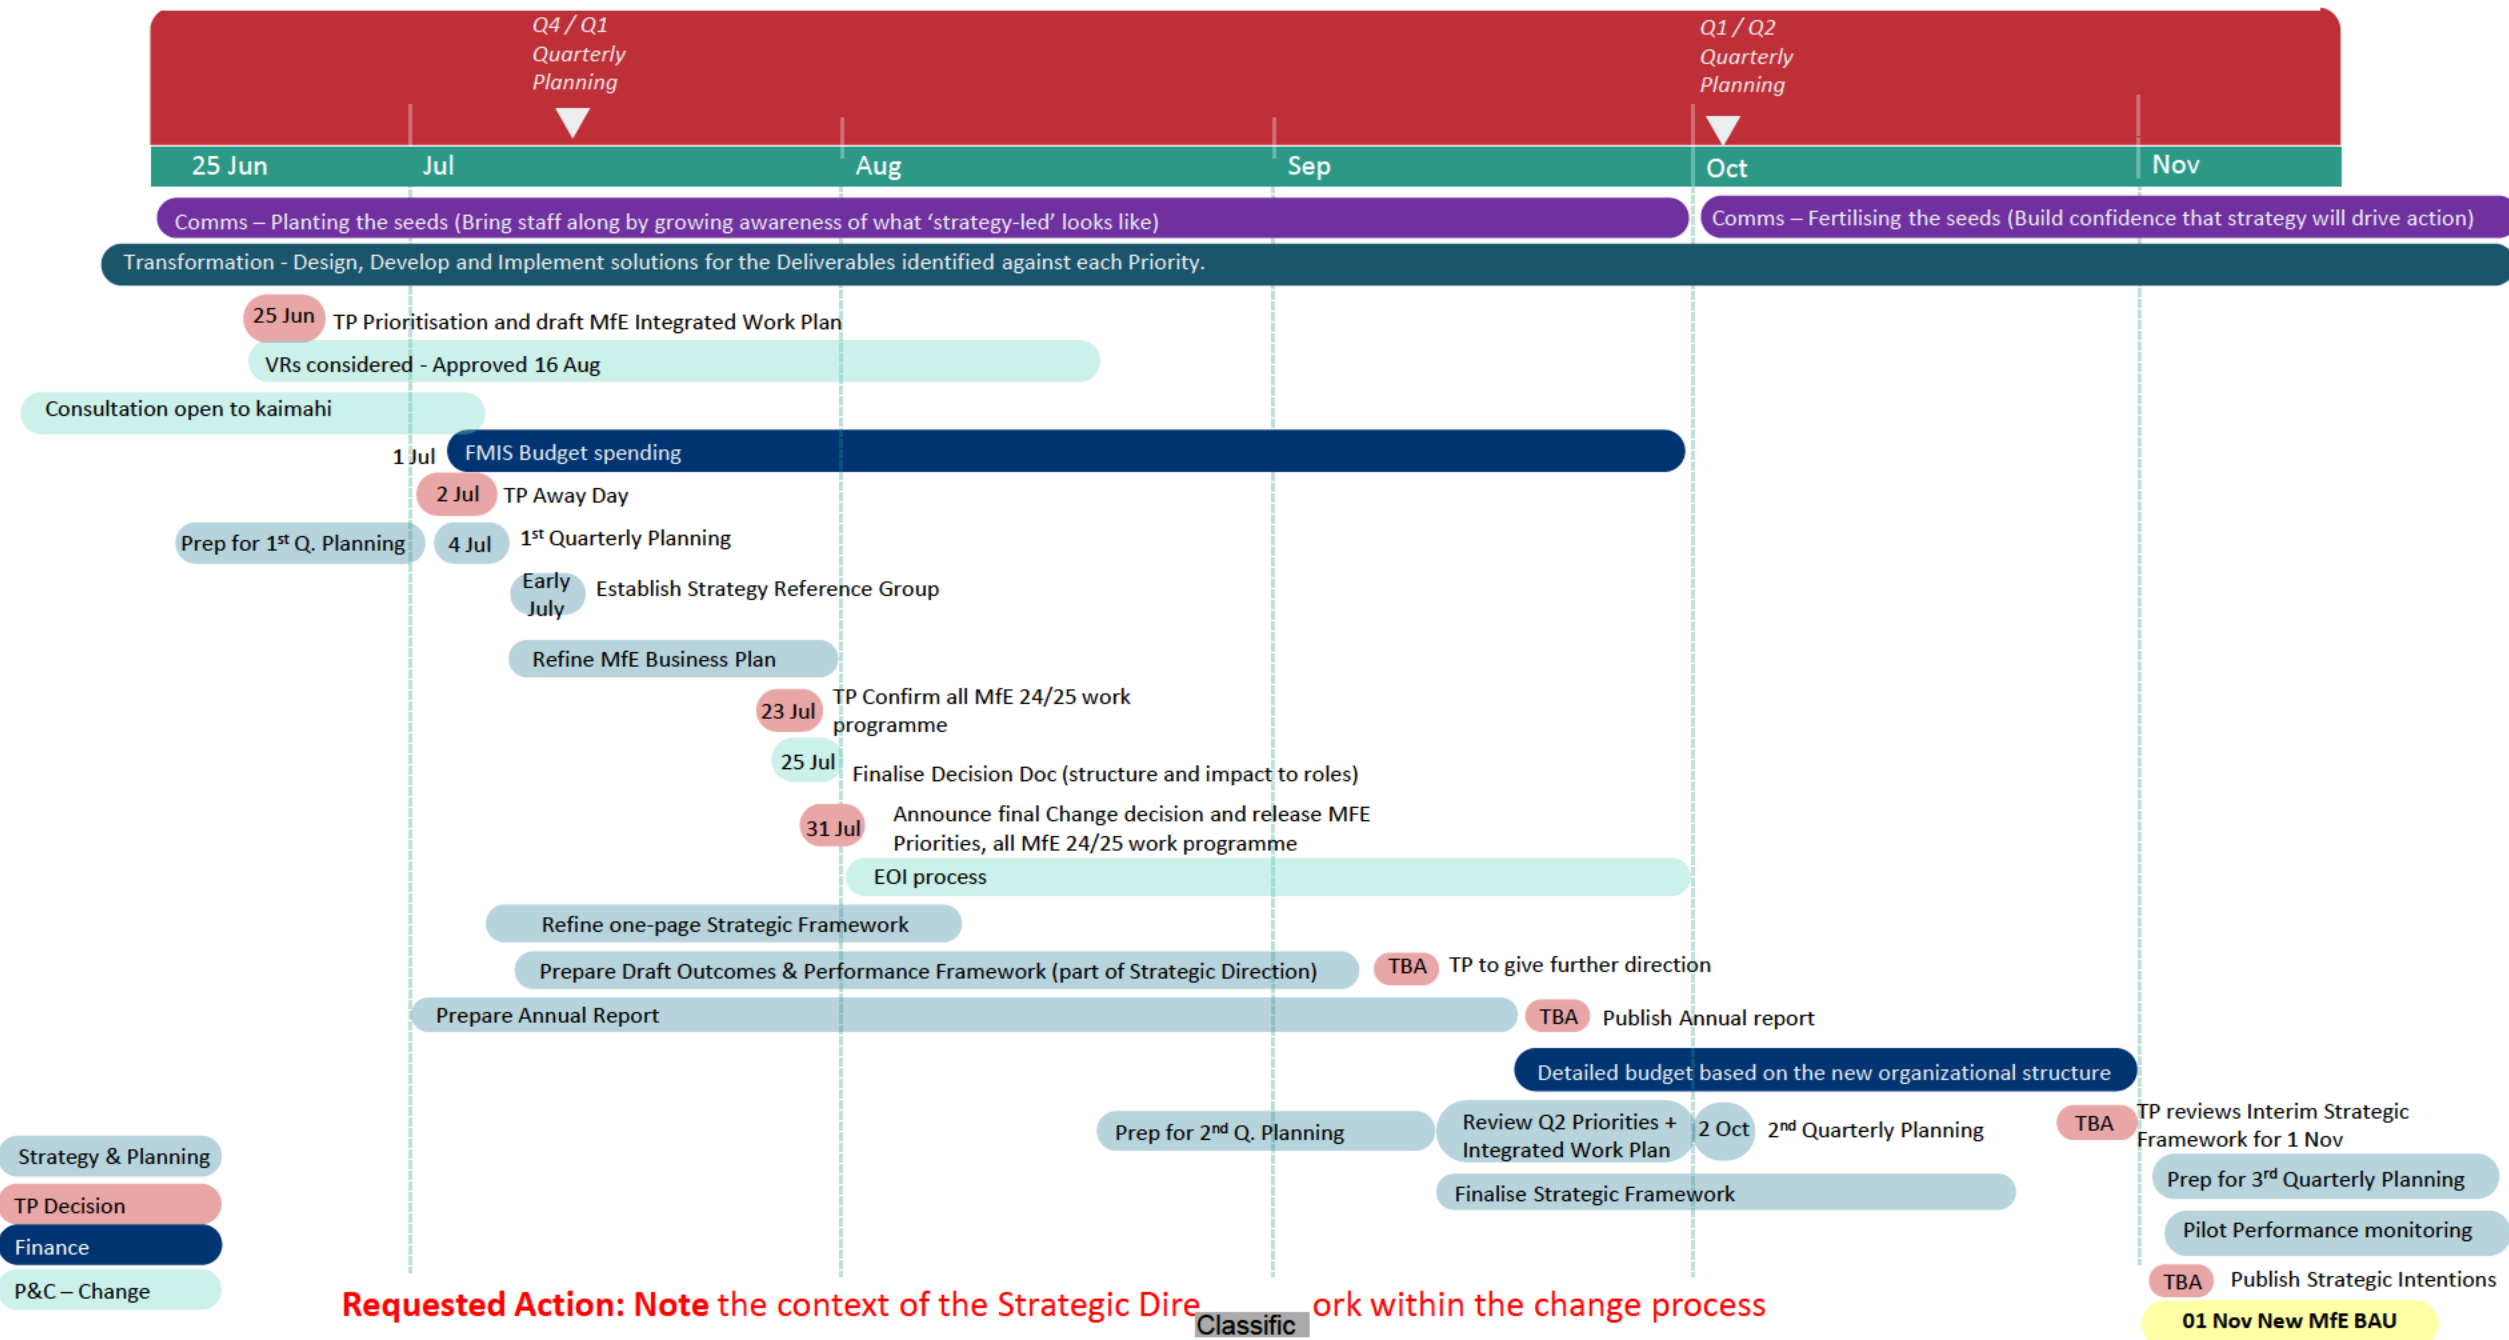 Q4 / Q1
Quarterly
Planning
Q1 / Q2
Quarterly
Planning
25 Jun
Jul
Aug
Sep
Oct
Nov
Comms – Planting the seeds (Bring staff along by growing awareness of what ‘strategy-led’ looks like)
Comms – Fertilising the seeds (Build confidence that strategy will drive action)
Transformation - Design, Develop and Implement solutions for the Deliverables identified against each Priority.
25 Jun
TP Prioritisation and draft MfE Integrated Work Plan
VRs considered - Approved 16 Aug
Consultation open to kaimahi
1 Jul
FMIS Budget spending
2 Jul
TP Away Day
Prep for 1st Q. Planning
4 Jul
1st Quarterly Planning
Early
July
Establish Strategy Reference Group
Refine MfE Business Plan
23 Jul
TP Confirm all MfE 24/25 work
programme
25 Jul
Finalise Decision Doc (structure and impact to roles)
31 Jul
Announce final Change decision and release MFE
Priorities, all MfE 24/25 work programme
EOI process
Refine one-page Strategic Framework
Prepare Draft Outcomes & Performance Framework (part of Strategic Direction)
TBA
TP to give further direction
Prepare Annual Report
TBA
Publish Annual report
Detailed budget based on the new organizational structure
Prep for 2nd Q. Planning
Review Q2 Priorities +
Integrated Work Plan
2 Oct
2nd Quarterly Planning
TBA
TP reviews Interim Strategic
Framework for 1 Nov
Finalise Strategic Framework
Prep for 3rd Quarterly Planning
Pilot Performance monitoring
TBA
Publish Strategic Intentions
01 Nov New MfE BAU
Strategy & Planning
TP Decision
Finance
P&C – Change
Requested Action: Note the context of the Strategic Dire ork within the change process
Classific